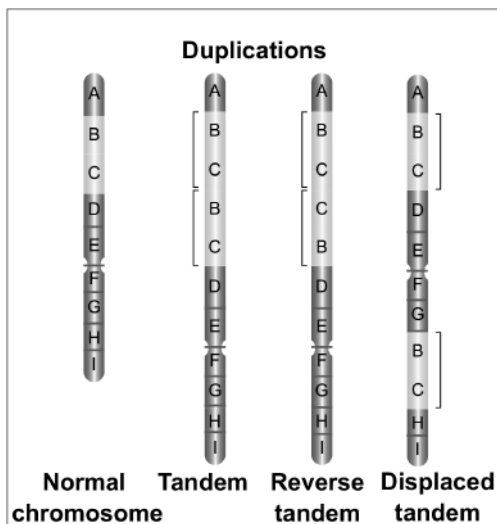 Duplications
A
B
C
D
E
F
G
H
I
A
B
C
B
C
D
E
F
G
H
I
A
B
C
C
B
D
E
F
G
H
I
A
B
C
D
E
F
G
B
C
H
I
Normal
chromosome
Tandem
Reverse
tandem
Displaced
tandem